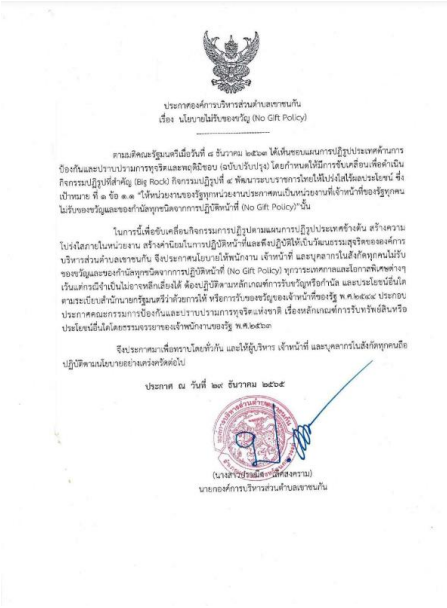 ประกาศองค์การบริหารส่วนตำบลเขาชนกัน
เรื่อง นโยบายไม่รับของขวัญ (No Gift Policy)
ตามมติคณะรัฐมนตรีเมื่อวันที่ ๘ ธันวาคม ๒๕๖๓ ได้เห็นชอบแผนการปฏิรูปประเทศด้านการ
ป้องกันและปราบปรามการทุจริตและพฤติมิชอบ (ฉบับปรับปรุง) โดยกำหนดให้มีการขับเคลื่อนเพื่อดำเนิน
กิจกรรมปฏิรูปที่สำคัญ (Big Rock) กิจกรรมปฏิรูปที่ ๔ พัฒนาระบบราชการไทยให้โปร่งใสไร้ผลประโยชน์ ซึ่ง
เป้าหมาย ที่ ๑ ข้อ ๑.๑ "ให้หน่วยงานของรัฐทุกหน่วยงานประกาศตนเป็นหน่วยงานที่เจ้าหน้าที่ของรัฐทุกคน
ไม่รับของขวัญและของกำนัลทุกชนิดจากการปฏิบัติหน้าที่ (No Gift Policy)"นั้น
ในการนี้เพื่อขับเคลื่อนกิจกรรมการปฏิรูปตามแผนการปฏิรูปประเทศข้างต้น สร้างความ
โปร่งใสภายในหน่วยงาน สร้างค่านิยมในการปฏิบัติหน้าที่และพึงปฏิบัติให้เป็นวัฒนธรรมสุจริตขององค์การ
บริหารส่วนตำบลเขาชนกัน จึงประกาศนโยบายให้พนักงาน เจ้าหน้าที่ และบุคลากรในสังกัดทุกคนไม่รับ
ของขวัญและของกำนัลทุกชนิดจากการปฏิบัติหน้าที่ (No Gift Policy) ทุกวาระเทศกาลและโอกาสพิเศษต่างๆ
เว้นแต่กรณีจำเป็นไม่อาจหลีกเลี่ยงได้ ต้องปฏิบัติตามหลักเกณฑ์การรับขวัญหรือกำนัล และประโยชน์อื่นใด
ตามระเบียบสำนักนายกรัฐมนตรีว่าด้วยการให้ หรือการรับของขวัญของเจ้าหน้าที่ของรัฐ พ.ศ.๒๕๔๔ ประกอบ
ประกาศคณะกรรมการป้องกันและปราบปรามการทุจริตแห่งชาติ เรื่องหลักเกณฑ์การรับทรัพย์สินหรือ
ประโยชน์อื่นใดโดยธรรมจรรยาของเจ้าพนักงานของรัฐ พ.ศ.๒๕๖๓
จึงประกาศมาเพื่อทราบโดยทั่วกัน และให้ผู้บริหาร เจ้าหน้าที่ และบุคลากรในสังกัดทุกคนถือ
ปฏิบัติตามนโยบายอย่างเคร่งครัดต่อไป
ประกาศ ณ วันที่ ๒๙ ธันวาคม ๒๕๖๕
นายกองค์การบริหารส่วนตำบลเขาชนกัน